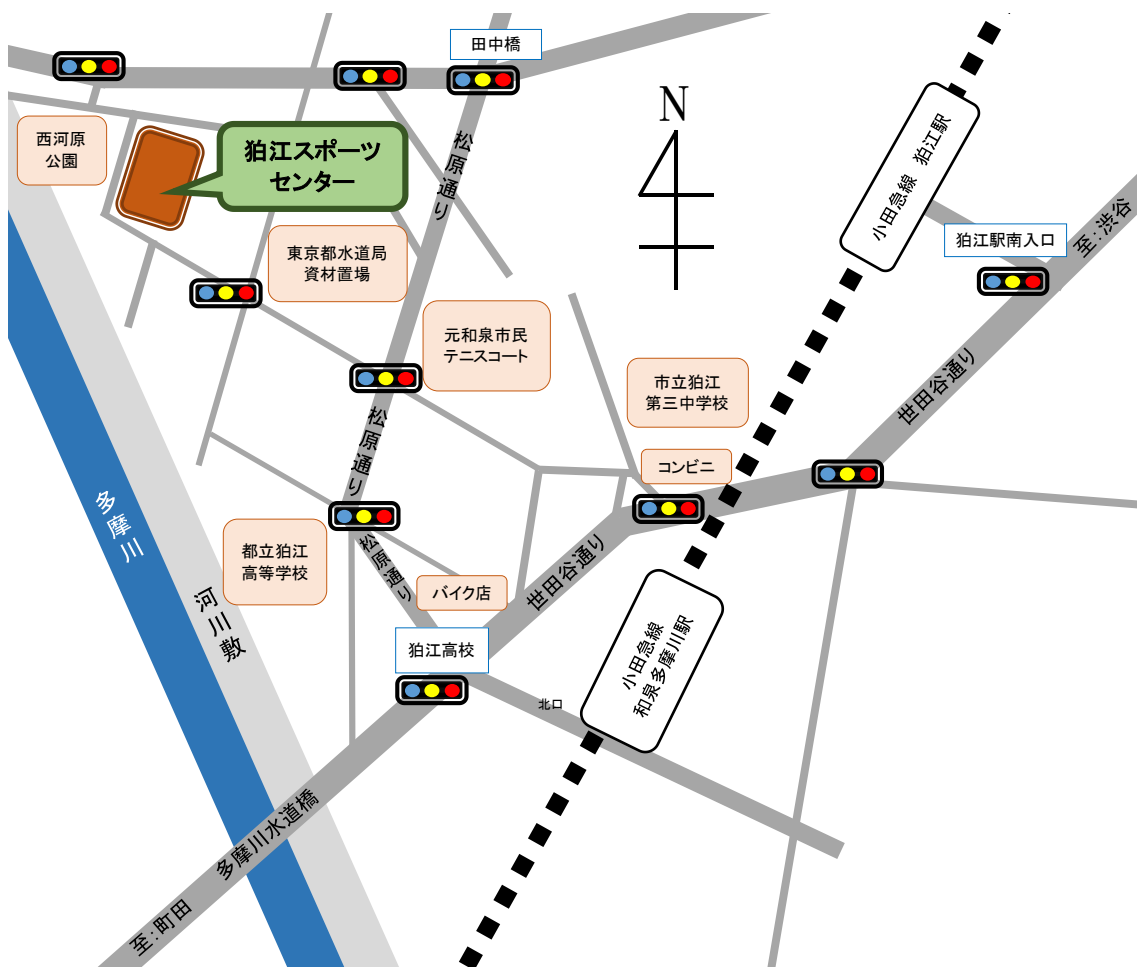 田中橋
N
西河原
公園
狛江スポーツ
センター
松原通り
小田急線 狛江駅
至:渋谷
狛江駅南入口
東京都水道局
資材置場
元和泉市民
テニスコート
市立狛江
第三中学校
世田谷通り
松原通り
コンビニ
多摩川
都立狛江
高等学校
松原通り
世田谷通り
バイク店
河川敷
狛江高校
小田急線
和泉多摩川駅
北口
多摩川水道橋
至:町田